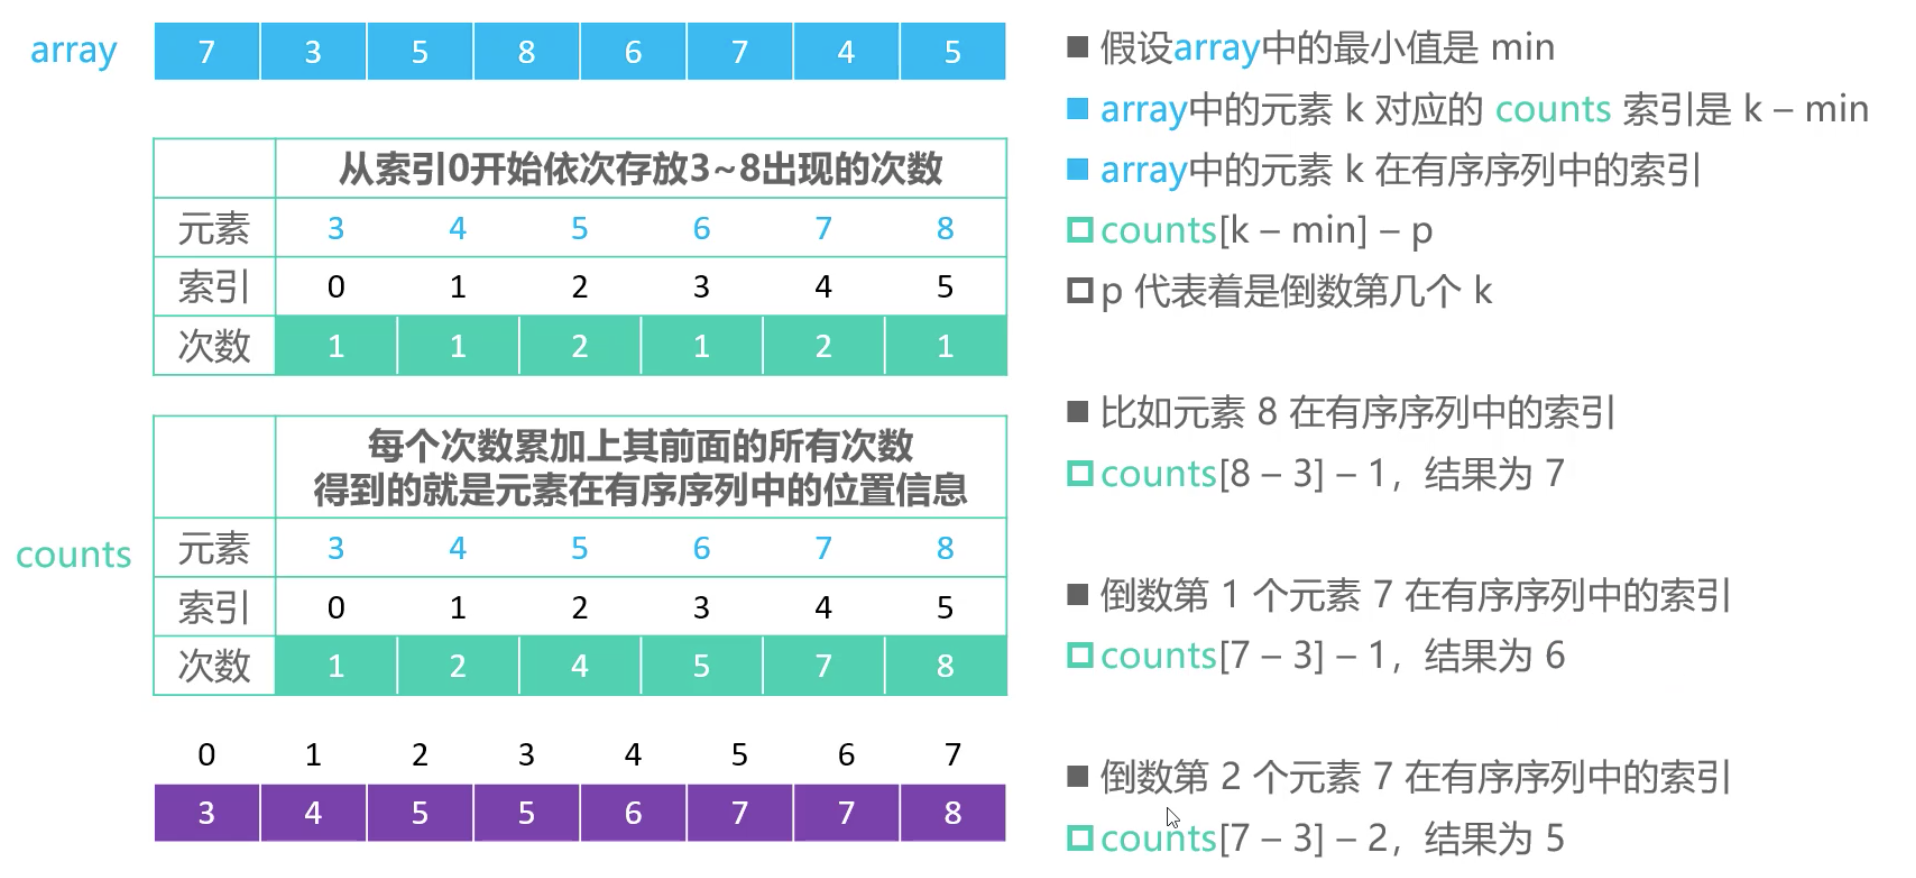 array 7 3 5 8 6 7 4 5
从索引0开始依次存放3~8出现的次数
元素 3 4 5 6 7 8
索引 0 1 2 3 4 5
次数 1 1 2 1 2 1
每个次数累加上其前面的所有次数
得到的就是元素在有序序列中的位置信息
counts
元素 3 4 5 6 7 8
索引 0 1 2 3 4 5
次数 1 2 4 5 7 8
0 1 2 3 4 5 6 7
3 4 5 5 6 7 7 8
假设array中的最小值是 min
array中的元素 k 对应的 counts 索引是 k – min
array中的元素 k 在有序序列中的索引
counts[k – min] – p
p 代表着是倒数第几个 k
比如元素 8 在有序序列中的索引
counts[8 – 3] – 1，结果为 7
倒数第 1 个元素 7 在有序序列中的索引
counts[7 – 3] – 1，结果为 6
倒数第 2 个元素 7 在有序序列中的索引
counts[7 – 3] – 2，结果为 5